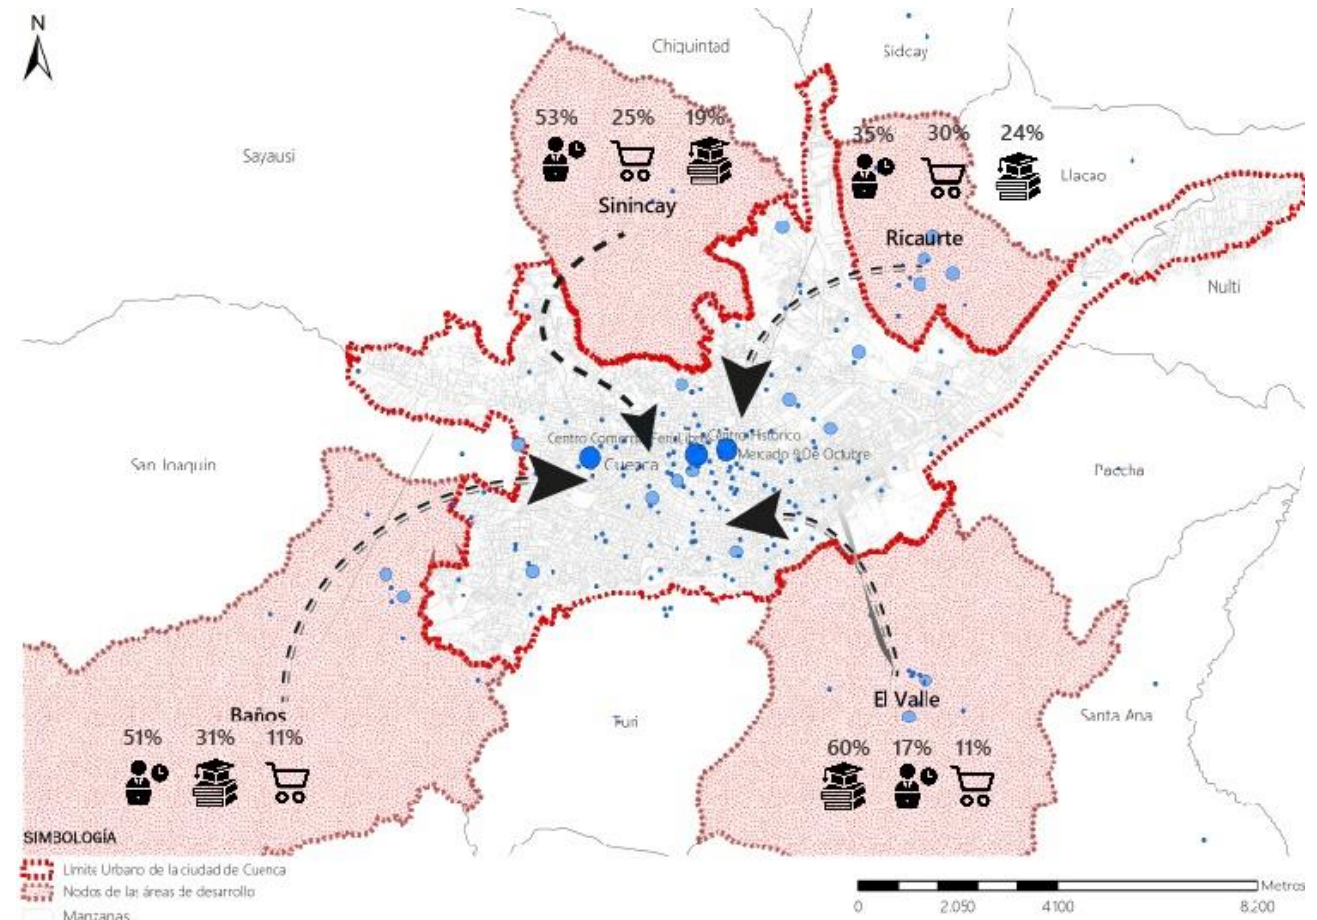 N
Chiquintad
Sidcay
53% 25% 19%
35% 30% 24%
Sayausi
Llacao
Sinincay
Ricaurte
Nulti
Centro Histórico
Mercado 9 De Octubre
Cuenca
San Joaquin
Paccha
Baños
51% 31% 11%
Turi
El Valle
60% 17% 11%
Santa Ana
SIMBOLOGÍA
Límite Urbano de la ciudad de Cuenca
Nodos de las áreas de desarrollo
Manzanas
Metros
0 2.050 4100 8.200